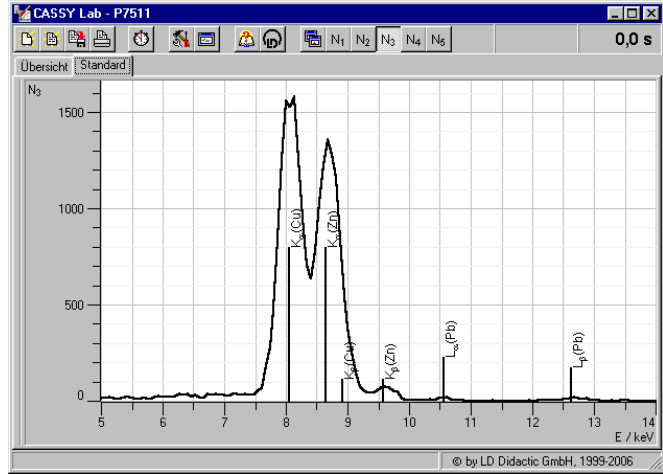 CASSY Lab - P7511
N₁ N₂ N₃ N₄ N₅ 0,0 s
Übersicht Standard
N₃
1500
1000
500
0
Kα(Cu)
Kα(Zn)
Kβ(Cu)
Kβ(Zn)
Lα(Pb)
Lβ(Pb)
5 6 7 8 9 10 11 12 13 14
E / keV
© by LD Didactic GmbH, 1999-2006